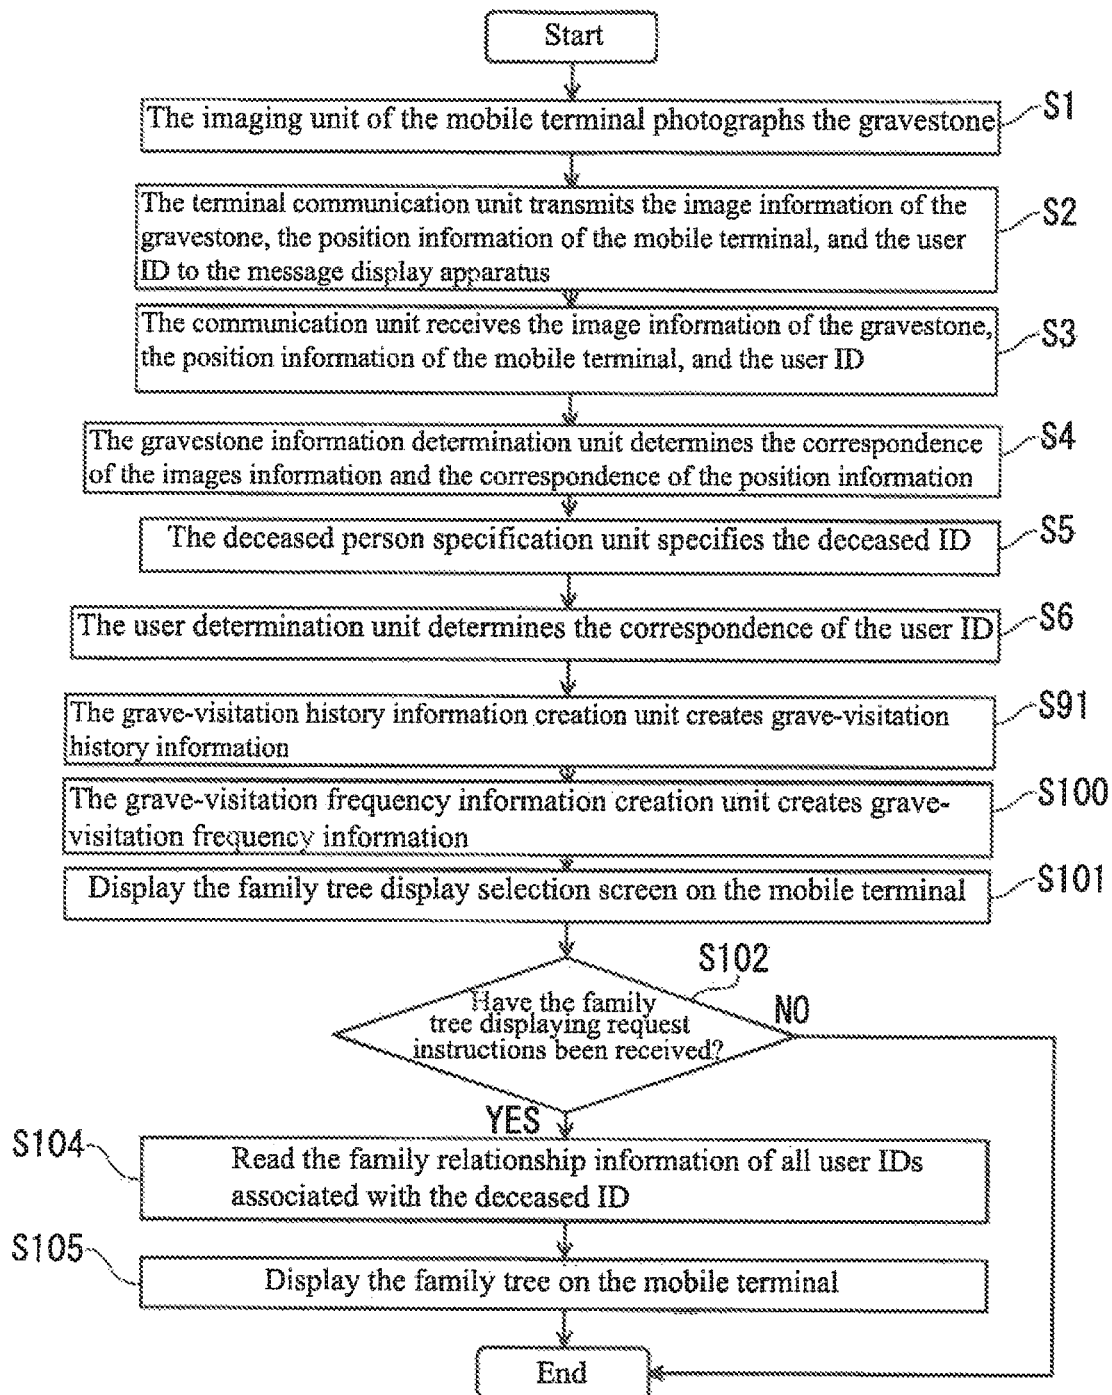 Start
The imaging unit of the mobile terminal photographs the gravestone
S1
The terminal communication unit transmits the image information of the
gravestone, the position information of the mobile terminal, and the user
ID to the message display apparatus
S2
The communication unit receives the image information of the gravestone,
the position information of the mobile terminal, and the user ID
S3
The gravestone information determination unit determines the correspondence
of the images information and the correspondence of the position information
S4
The deceased person specification unit specifies the deceased ID
S5
The user determination unit determines the correspondence of the user ID
S6
The grave-visitation history information creation unit creates grave-visitation
history information
S91
The grave-visitation frequency information creation unit creates grave-
visitation frequency information
S100
Display the family tree display selection screen on the mobile terminal
S101
S102
Have the family
tree displaying request
instructions been received?
NO
YES
S104
Read the family relationship information of all user IDs
associated with the deceased ID
S105
Display the family tree on the mobile terminal
End